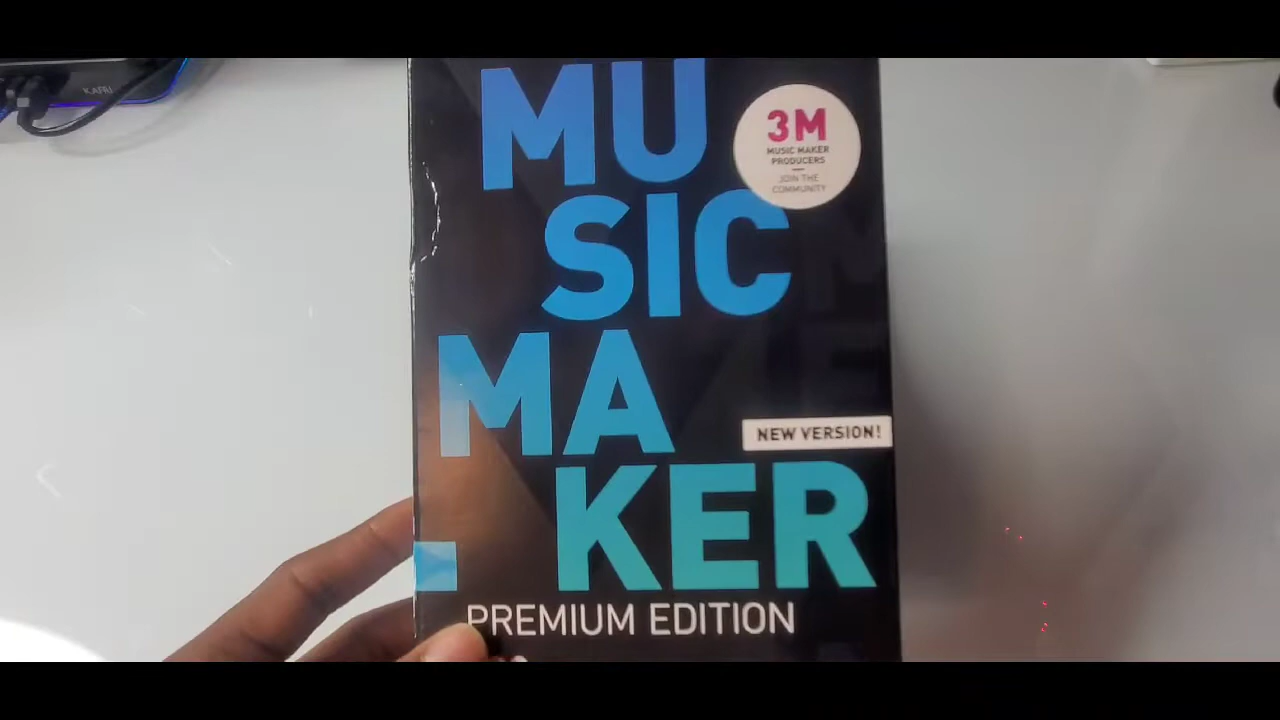 MU
SIC
MA
KER
3M
MUSIC MAKER
PRODUCERS
JOIN THE
COMMUNITY
NEW VERSION!
PREMIUM EDITION